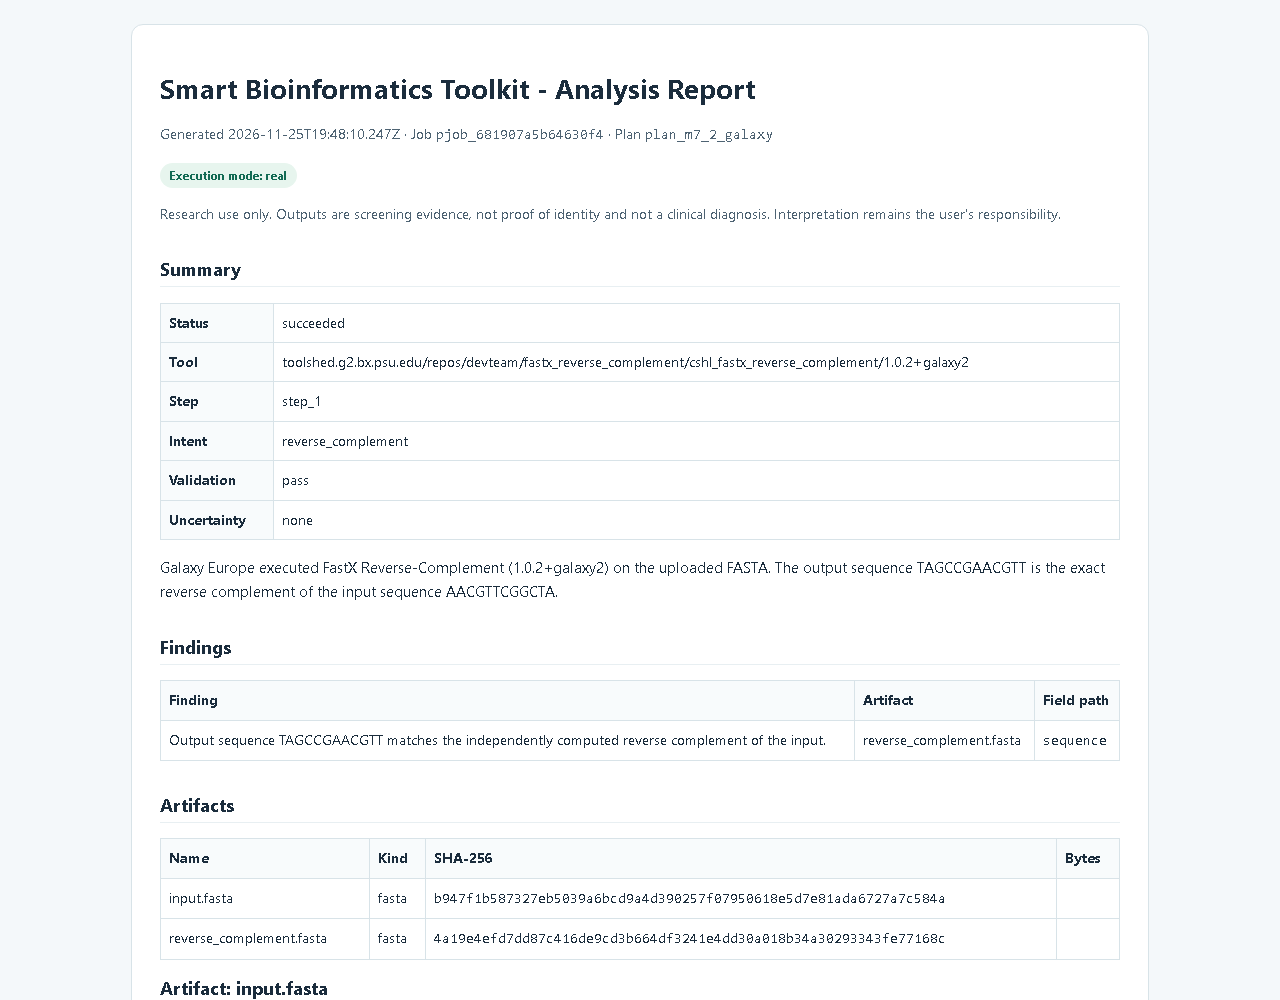 Smart Bioinformatics Toolkit - Analysis Report
Generated 2026-11-25T19:48:10.247Z · Job pjob_681907a5b64630f4 · Plan plan_m7_2_galaxy
Execution mode: real
Research use only. Outputs are screening evidence, not proof of identity and not a clinical diagnosis. Interpretation remains the user's responsibility.
Summary
Status succeeded
Tool toolshed.g2.bx.psu.edu/repos/devteam/fastx_reverse_complement/cshl_fastx_reverse_complement/1.0.2+galaxy2
Step step_1
Intent reverse_complement
Validation pass
Uncertainty none
Galaxy Europe executed FastX Reverse-Complement (1.0.2+galaxy2) on the uploaded FASTA. The output sequence TAGCCGAACGTT is the exact
reverse complement of the input sequence AACGTTCGGCTA.
Findings
Finding Artifact Field path
Output sequence TAGCCGAACGTT matches the independently computed reverse complement of the input. reverse_complement.fasta sequence
Artifacts
Name Kind SHA-256 Bytes
input.fasta fasta b947f1b587327eb5039a6bcd9a4d390257f07950618e5d7e81ada6727a7c584a
reverse_complement.fasta fasta 4a19e4efd7dd87c416de9cd3b664df3241e4dd30a018b34a30293343fe77168c
Artifact: input.fasta